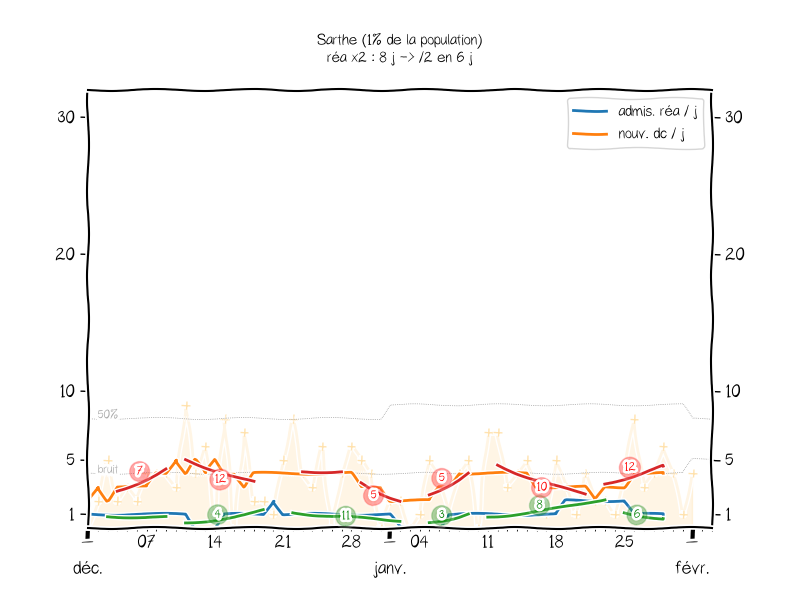 Sarthe (1% de la population)
réa x2 : 8 j -> /2 en 6 j
admis. réa / j
nouv. dc / j
30 30
20 20
10 10
50%
5 5
bruit
7 12 5 5 10 12
4 11 3 8 6
1 1
07 14 21 28 04 11 18 25
déc. janv. févr.